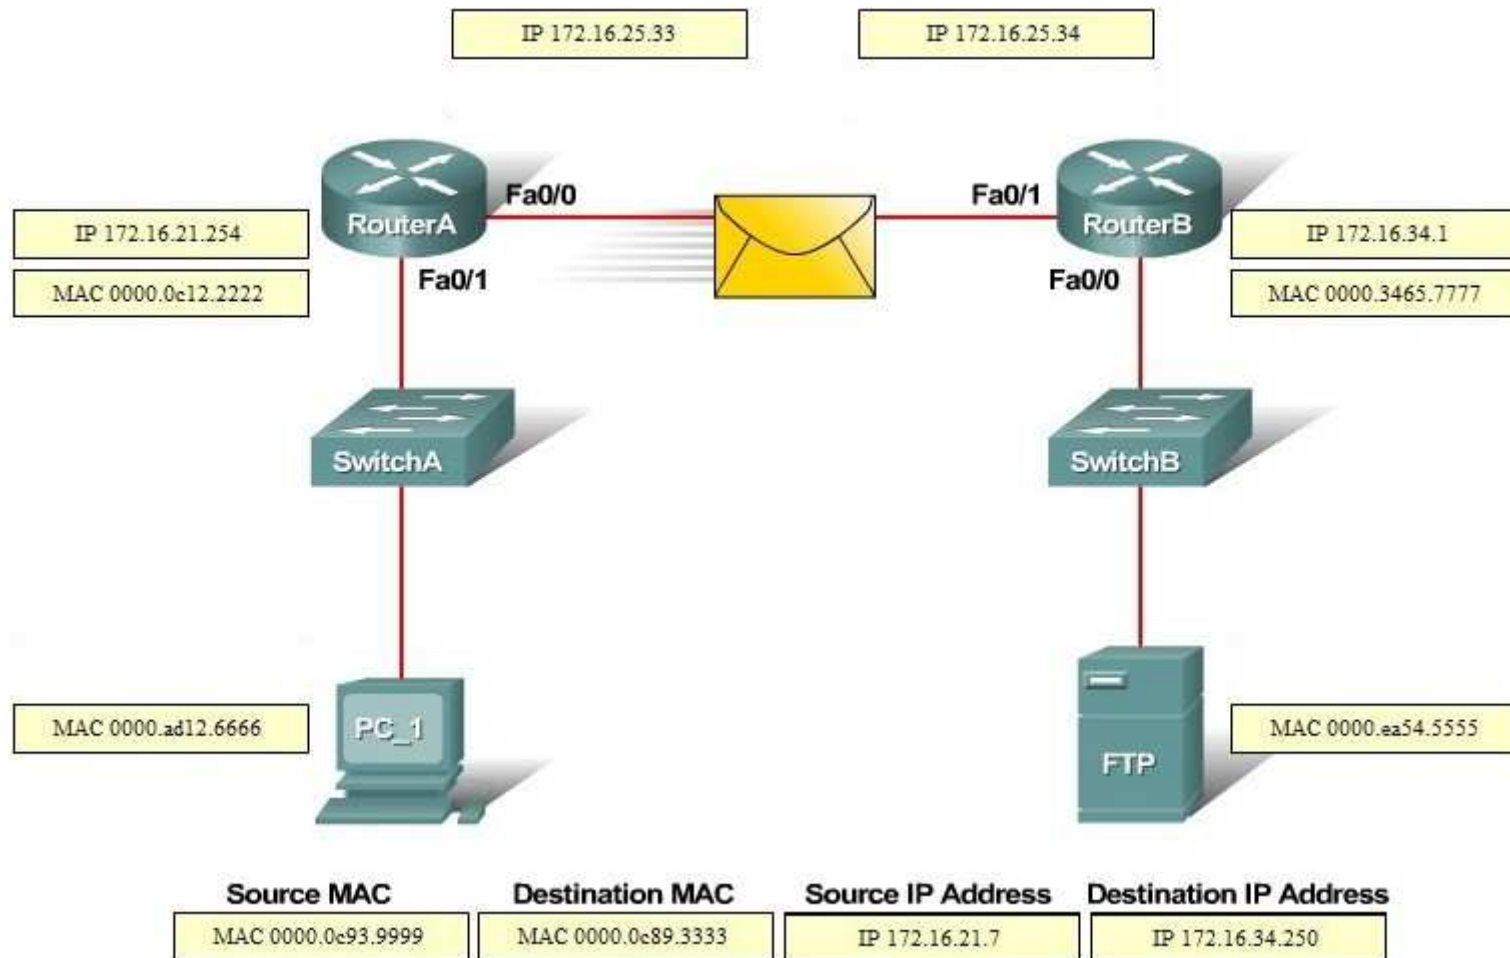 IP 172.16.25.33
IP 172.16.25.34
Fa0/0
Fa0/1
RouterA
RouterB
IP 172.16.21.254
IP 172.16.34.1
Fa0/1
Fa0/0
MAC 0000.0c12.2222
MAC 0000.3465.7777
SwitchA
SwitchB
MAC 0000.ad12.6666
PC_1
MAC 0000.ea54.5555
FTP
Source MAC
Destination MAC
Source IP Address
Destination IP Address
MAC 0000.0c93.9999
MAC 0000.0c89.3333
IP 172.16.21.7
IP 172.16.34.250